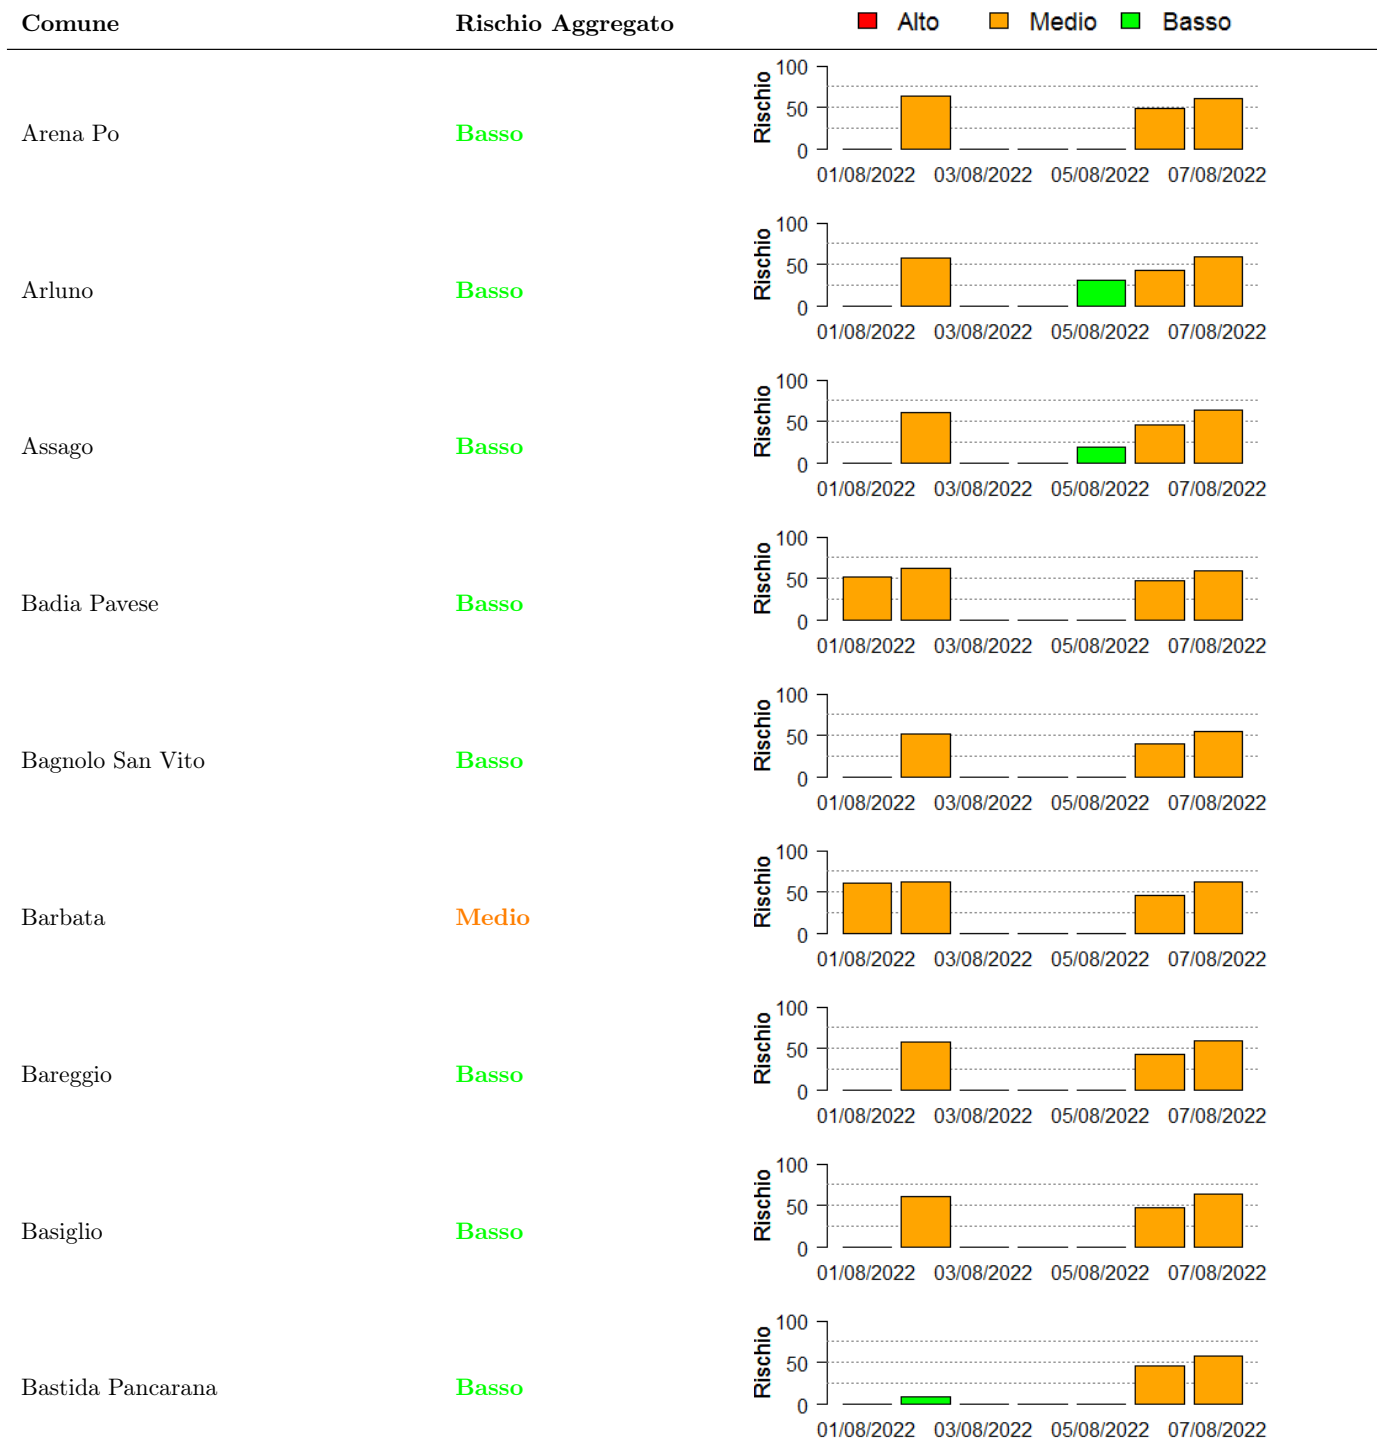 Comune Rischio Aggregato Alto Medio Basso
100
50
0
Rischio
Arena Po Basso
01/08/2022 03/08/2022 05/08/2022 07/08/2022
100
50
0
Rischio
Arluno Basso
01/08/2022 03/08/2022 05/08/2022 07/08/2022
100
50
0
Rischio
Assago Basso
01/08/2022 03/08/2022 05/08/2022 07/08/2022
100
50
0
Rischio
Badia Pavese Basso
01/08/2022 03/08/2022 05/08/2022 07/08/2022
100
50
0
Rischio
Bagnolo San Vito Basso
01/08/2022 03/08/2022 05/08/2022 07/08/2022
100
50
0
Rischio
Barbata Medio
01/08/2022 03/08/2022 05/08/2022 07/08/2022
100
50
0
Rischio
Bareggio Basso
01/08/2022 03/08/2022 05/08/2022 07/08/2022
100
50
0
Rischio
Basiglio Basso
01/08/2022 03/08/2022 05/08/2022 07/08/2022
100
50
0
Rischio
Bastida Pancarana Basso
01/08/2022 03/08/2022 05/08/2022 07/08/2022